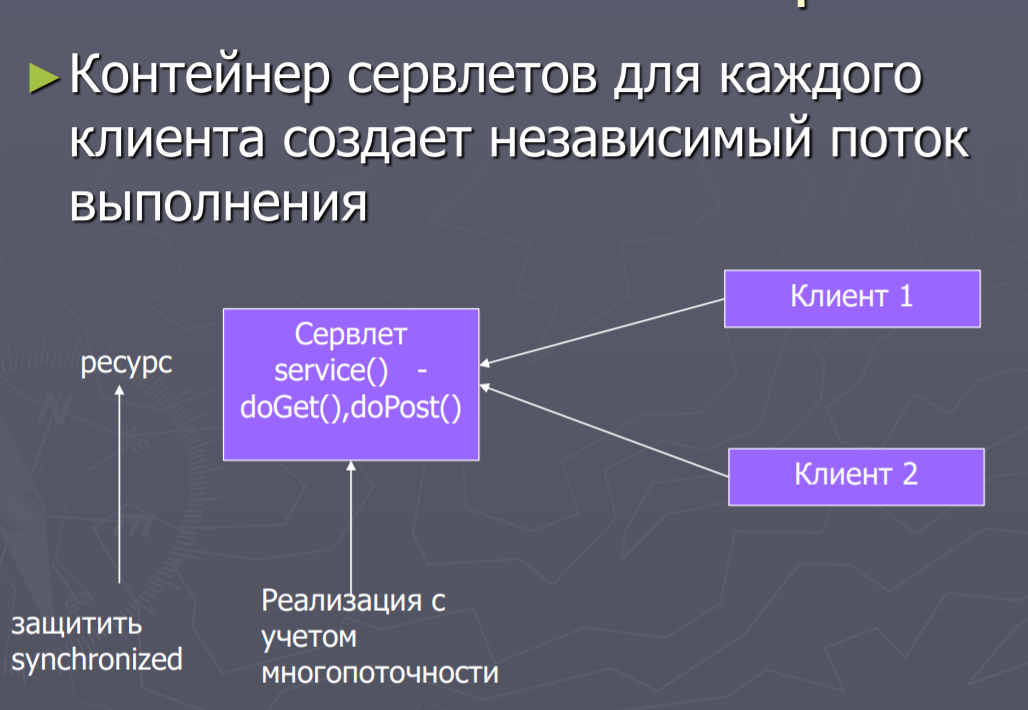 Контейнер сервлетов для каждого
клиента создает независимый поток
выполнения
Клиент 1
Сервлет
service() -
doGet(),doPost()
ресурс
Клиент 2
Реализация с
учетом
многопоточности
защитить
synchronized